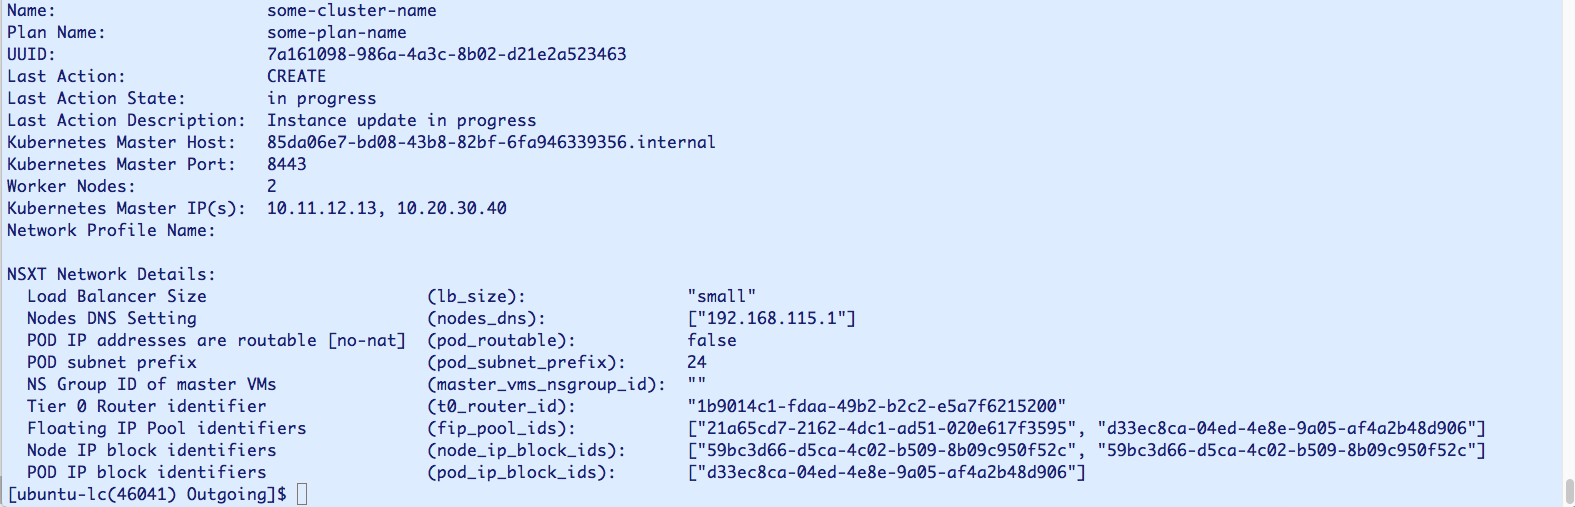 Name: some-cluster-name
Plan Name: some-plan-name
UUID: 7a161098-986a-4a3c-8b02-d21e2a523463
Last Action: CREATE
Last Action State: in progress
Last Action Description: Instance update in progress
Kubernetes Master Host: 85da06e7-bd08-43b8-82bf-6fa946339356.internal
Kubernetes Master Port: 8443
Worker Nodes: 2
Kubernetes Master IP(s): 10.11.12.13, 10.20.30.40
Network Profile Name:
NSXT Network Details:
Load Balancer Size (lb_size): "small"
Nodes DNS Setting (nodes_dns): ["192.168.115.1"]
POD IP addresses are routable [no-nat] (pod_routable): false
POD subnet prefix (pod_subnet_prefix): 24
NS Group ID of master VMs (master_vms_nsgroup_id): ""
Tier 0 Router identifier (t0_router_id): "1b9014c1-fdaa-49b2-b2c2-e5a7f6215200"
Floating IP Pool identifiers (fip_pool_ids): ["21a65cd7-2162-4dc1-ad51-020e617f3595", "d33ec8ca-04ed-4e8e-9a05-af4a2b48d906"]
Node IP block identifiers (node_ip_block_ids): ["59bc3d66-d5ca-4c02-b509-8b09c950f52c", "59bc3d66-d5ca-4c02-b509-8b09c950f52c"]
POD IP block identifiers (pod_ip_block_ids): ["d33ec8ca-04ed-4e8e-9a05-af4a2b48d906"]
[ubuntu-lc(46041) Outgoing]$